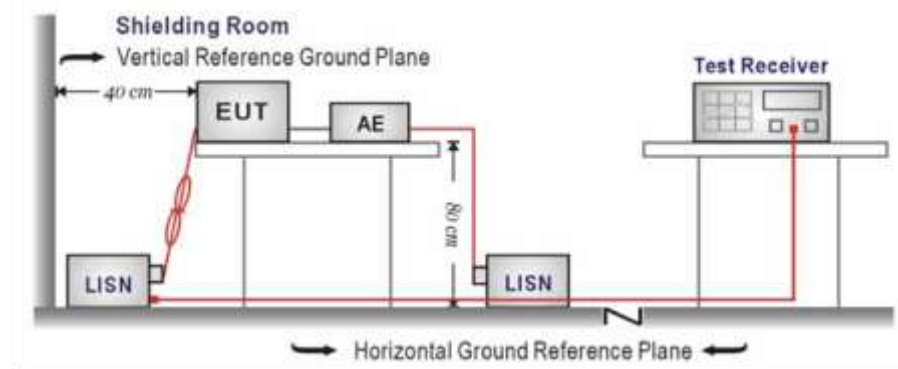 Shielding Room
Vertical Reference Ground Plane
Test Receiver
40 cm
EUT
AE
80 cm
LISN
LISN
Horizontal Ground Reference Plane